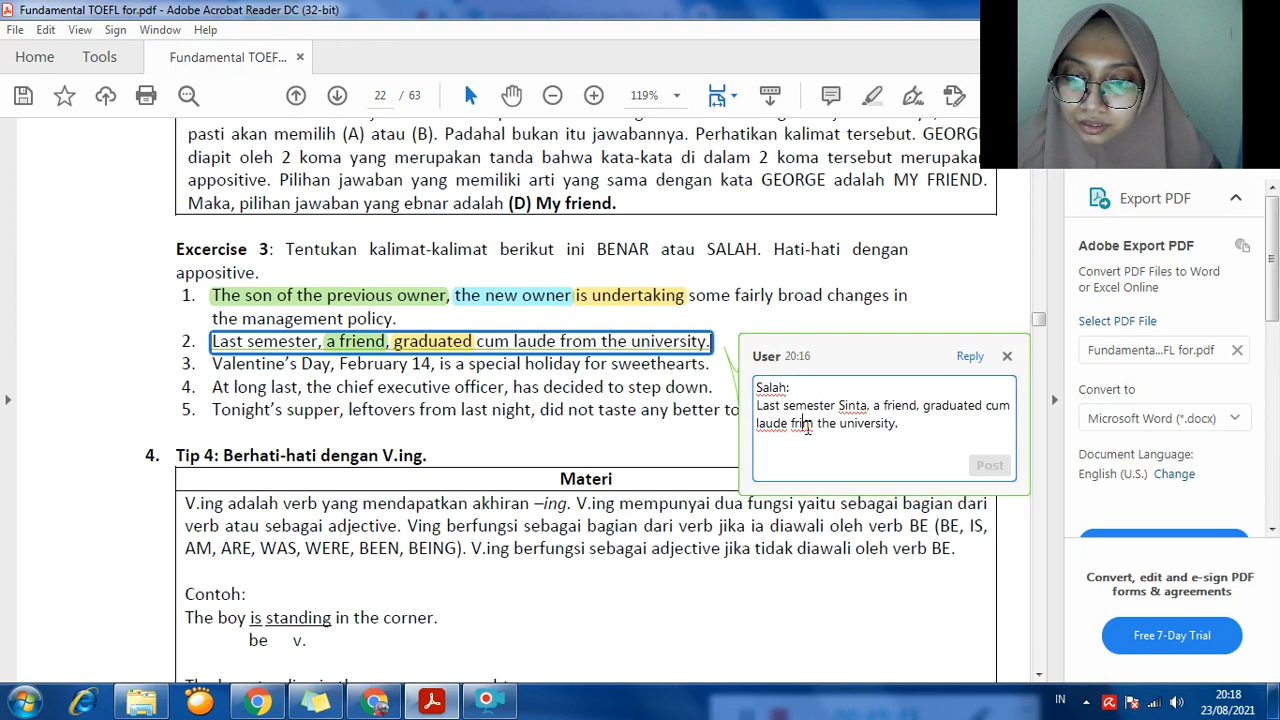 Fundamental TOEFL for.pdf - Adobe Acrobat Reader DC (32-bit)
File Edit View Sign Window Help
Home Tools Fundamental TOEF... ×
22 / 63 119%
pasti akan memilih (A) atau (B). Padahal bukan itu jawabannya. Perhatikan kalimat tersebut. GEORGE
diapit oleh 2 koma yang merupakan tanda bahwa kata-kata di dalam 2 koma tersebut merupakan
appositive. Pilihan jawaban yang memiliki arti yang sama dengan kata GEORGE adalah MY FRIEND.
Maka, pilihan jawaban yang ebnar adalah (D) My friend.
Excercise 3: Tentukan kalimat-kalimat berikut ini BENAR atau SALAH. Hati-hati dengan
appositive.
1. The son of the previous owner, the new owner is undertaking some fairly broad changes in
the management policy.
2. Last semester, a friend, graduated cum laude from the university.
3. Valentine's Day, February 14, is a special holiday for sweethearts.
4. At long last, the chief executive officer, has decided to step down.
5. Tonight's supper, leftovers from last night, did not taste any better to
User 20:16 Reply ×
Salah:
Last semester Sinta, a friend, graduated cum
laude frim the university.
Post
4. Tip 4: Berhati-hati dengan V.ing.
Materi
V.ing adalah verb yang mendapatkan akhiran –ing. V.ing mempunyai dua fungsi yaitu sebagai bagian dari
verb atau sebagai adjective. Ving berfungsi sebagai bagian dari verb jika ia diawali oleh verb BE (BE, IS,
AM, ARE, WAS, WERE, BEEN, BEING). V.ing berfungsi sebagai adjective jika tidak diawali oleh verb BE.
Contoh:
The boy is standing in the corner.
be v.
Export PDF
Adobe Export PDF
Convert PDF Files to Word
or Excel Online
Select PDF File
Fundamenta...FL for.pdf ×
Convert to
Microsoft Word (*.docx)
Document Language:
English (U.S.) Change
Convert, edit and e-sign PDF
forms & agreements
Free 7-Day Trial
IN
20:18
23/08/2021